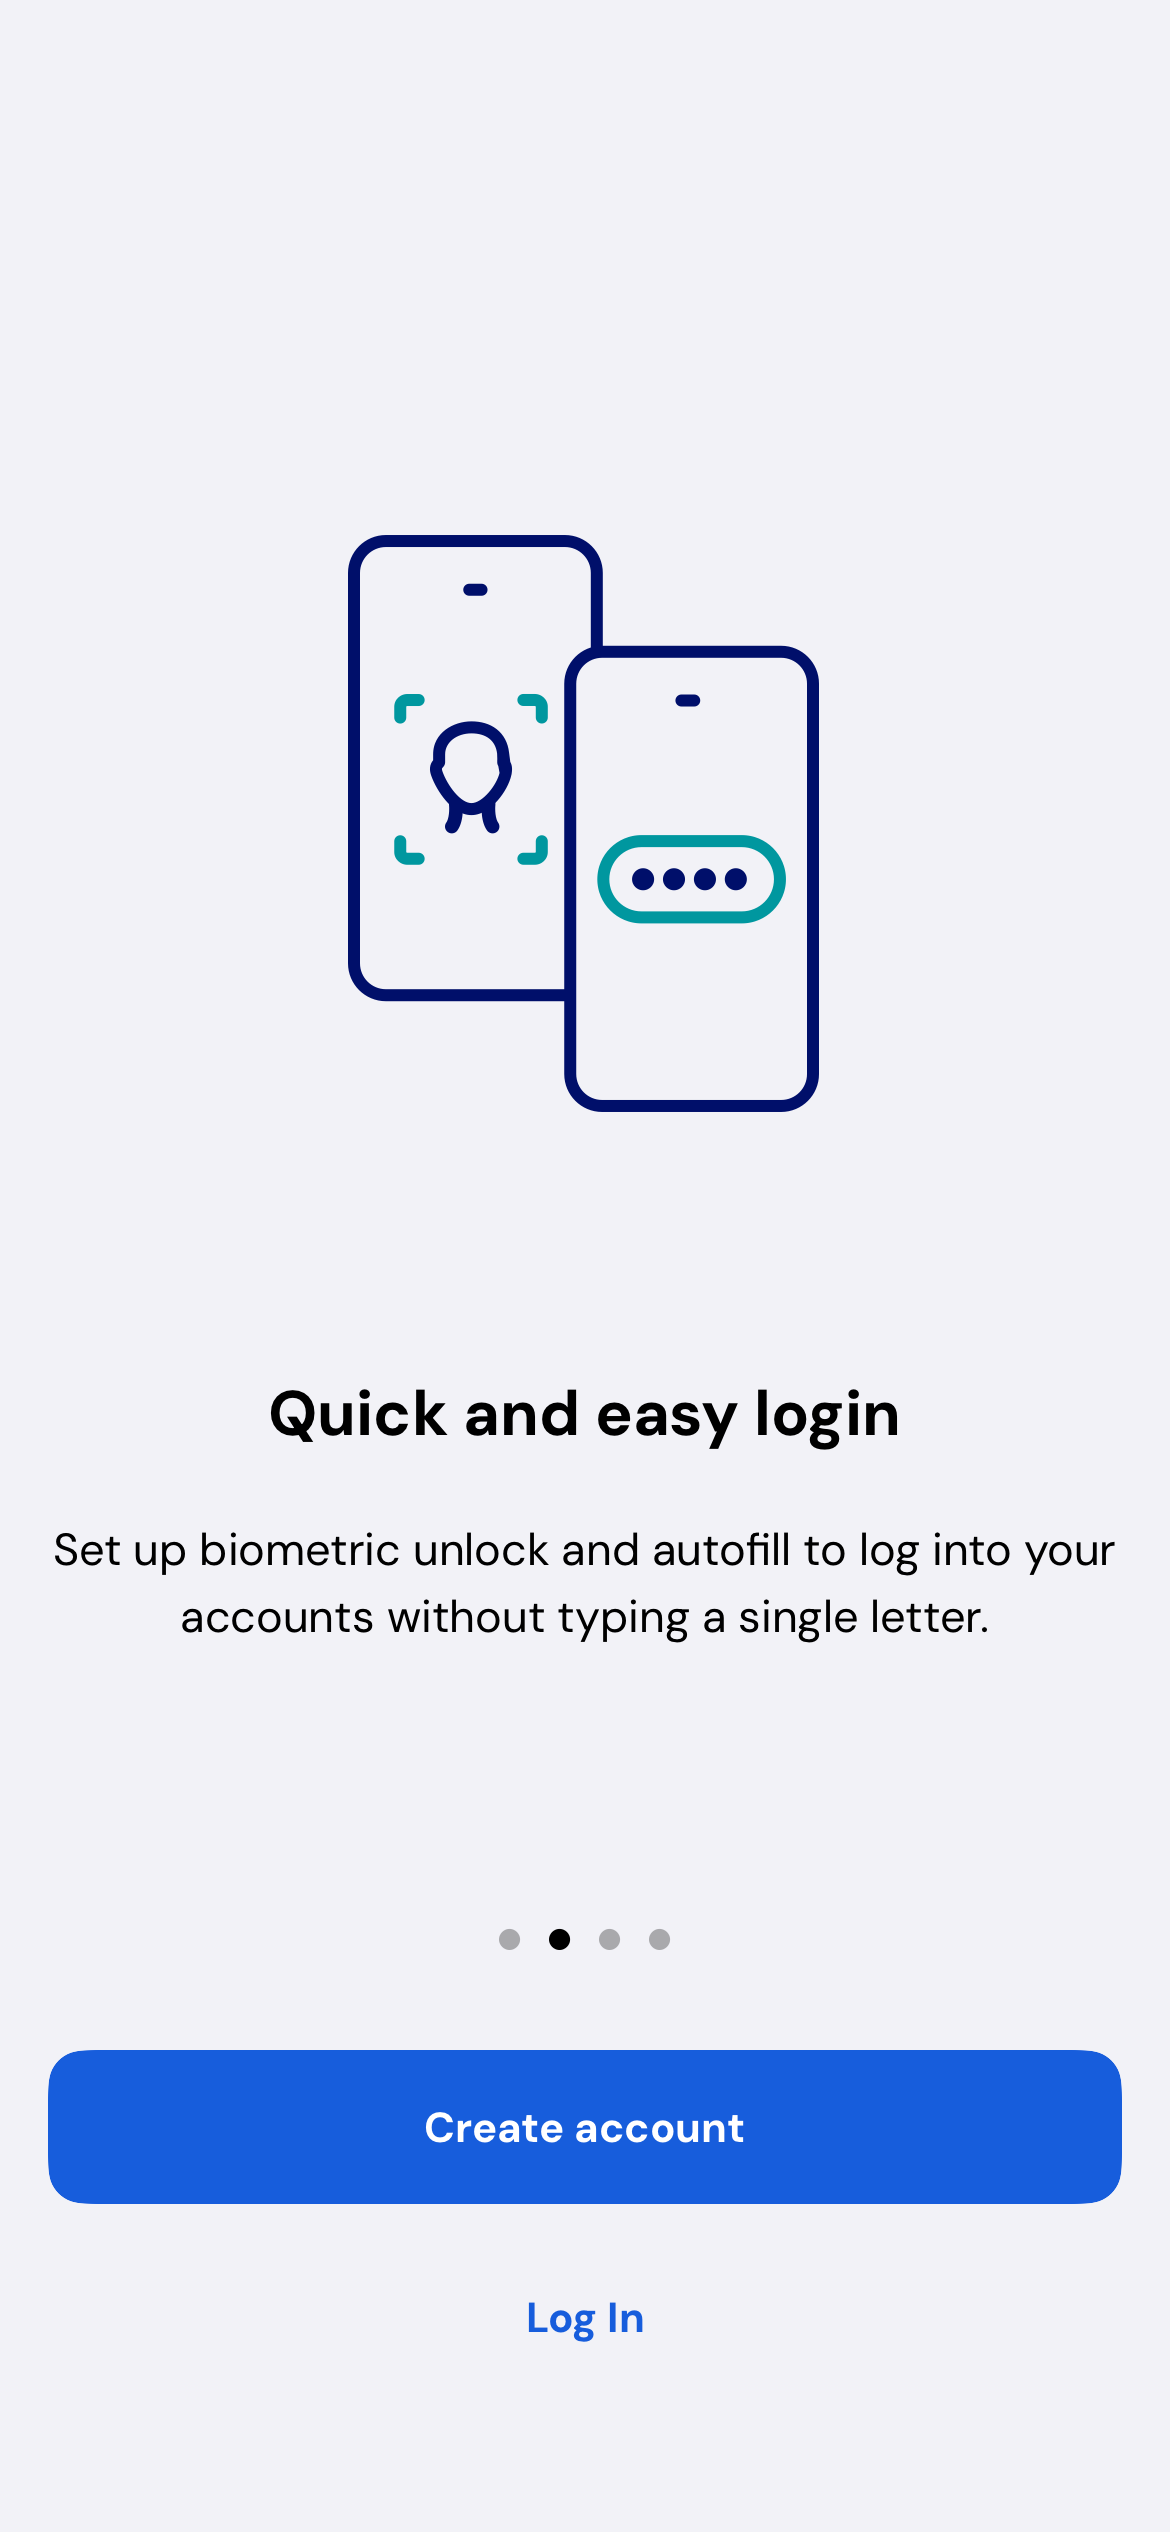 Quick and easy login
Set up biometric unlock and autofill to log into your
accounts without typing a single letter.
Create account
Log In